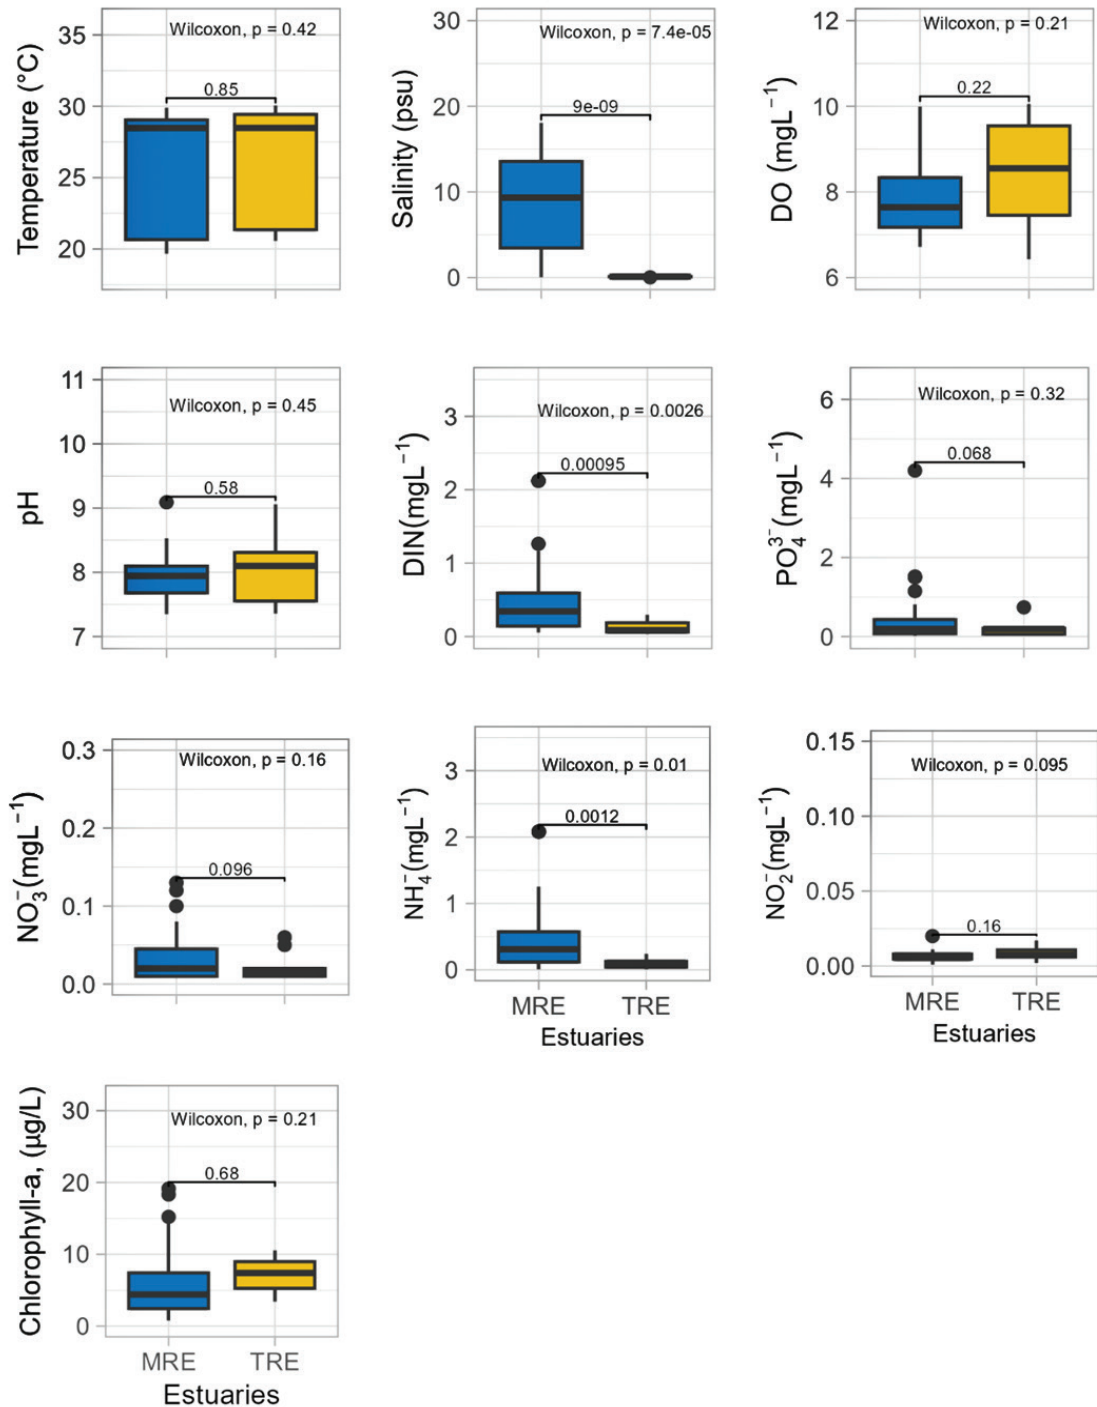 Temperature (°C)
35
30
25
20
Wilcoxon, p = 0.42
0.85
Salinity (psu)
30
20
10
0
Wilcoxon, p = 7.4e-05
9e-09
DO (mgL⁻¹)
12
10
8
6
Wilcoxon, p = 0.21
0.22
pH
11
10
9
8
7
Wilcoxon, p = 0.45
0.58
DIN(mgL⁻¹)
3
2
1
0
Wilcoxon, p = 0.0026
0.00095
PO₄³⁻(mgL⁻¹)
6
4
2
0
Wilcoxon, p = 0.32
0.068
NO₃⁻(mgL⁻¹)
0.3
0.2
0.1
0.0
Wilcoxon, p = 0.16
0.096
NH₄⁻(mgL⁻¹)
3
2
1
0
Wilcoxon, p = 0.01
0.0012
MRE TRE
Estuaries
NO₂⁻(mgL⁻¹)
0.15
0.10
0.05
0.00
Wilcoxon, p = 0.095
0.16
MRE TRE
Estuaries
Chlorophyll-a, (µg/L)
30
20
10
0
Wilcoxon, p = 0.21
0.68
MRE TRE
Estuaries